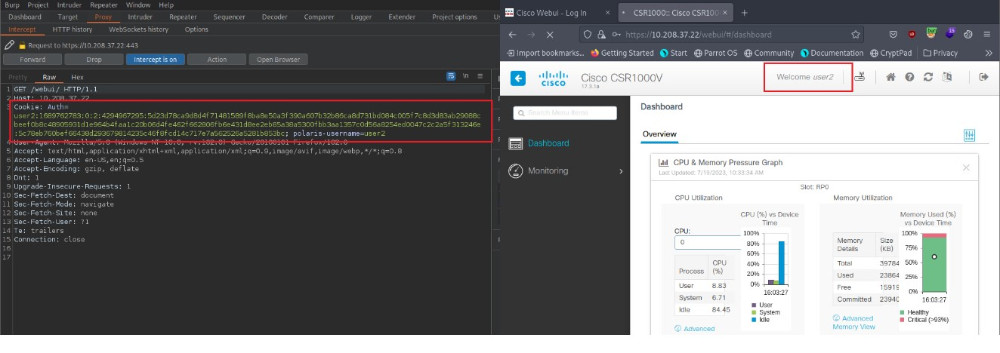 Burp Project Intruder Repeater Window Help
Dashboard Target Proxy Intruder Repeater Sequencer Decoder Comparer Logger Extender Project options
Intercept HTTP history WebSockets history Options
Request to https://10.208.37.22:443
Forward Drop Intercept is on Action Open Browser
Pretty Raw Hex
\n
1 GET /webui/ HTTP/1.1
2 Host: 10.208.37.22
3 Cookie: Auth=
user2:1689762783:0:2:4294967295:5d23d78ca9d8d4f71481589f8ba8e50a3f390a607b32b86ca8d731bd084c005f7c8d3d83ab29088c
beef0b8c48905931d1e964b4faa1c20b06d4fe462f662806fb6e431d8ee2eb85a38a5300fbb3aa1357c0d56a8254ed0047c2c2a5f313246e
:5c78eb760bef66438d293679814235c46f8fcd14c717e7a562526a5281b853bc; polaris-username=user2
4 User-Agent: Mozilla/5.0 (Windows NT 10.0; rv:102.0) Gecko/20100101 Firefox/102.0
5 Accept: text/html,application/xhtml+xml,application/xml;q=0.9,image/avif,image/webp,*/*;q=0.8
6 Accept-Language: en-US,en;q=0.5
7 Accept-Encoding: gzip, deflate
8 Dnt: 1
9 Upgrade-Insecure-Requests: 1
10 Sec-Fetch-Dest: document
11 Sec-Fetch-Mode: navigate
12 Sec-Fetch-Site: none
13 Sec-Fetch-User: ?1
14 Te: trailers
15 Connection: close
16
17
Cisco Webui - Log In CSR1000:: Cisco CSR100
https://10.208.37.22/webui/#/dashboard
Import bookmarks... Getting Started Start Parrot OS Community Documentation CryptPad Privacy
CISCO Cisco CSR1000V
17.3.1a
Welcome user2
Search Menu Items
Dashboard
Monitoring
Dashboard
Overview
CPU & Memory Pressure Graph
Last Updated: 7/19/2023, 10:33:34 AM
Slot: RP0
CPU Utilization
CPU:
0
Process CPU (%)
User 8.83
System 6.71
Idle 84.45
Advanced
CPU (%) vs Device
Time
100%
80%
60%
40%
20%
0%
16:03:27
User
System
Idle
Memory Utilization
Memory Details Size (KB)
Total 39784
Used 23864
Free 15919
Committed 23940
Advanced
Memory View
Memory Used (%)
vs Device Time
100%
75%
50%
25%
0%
16:03:27
Healthy
Critical (>93%)